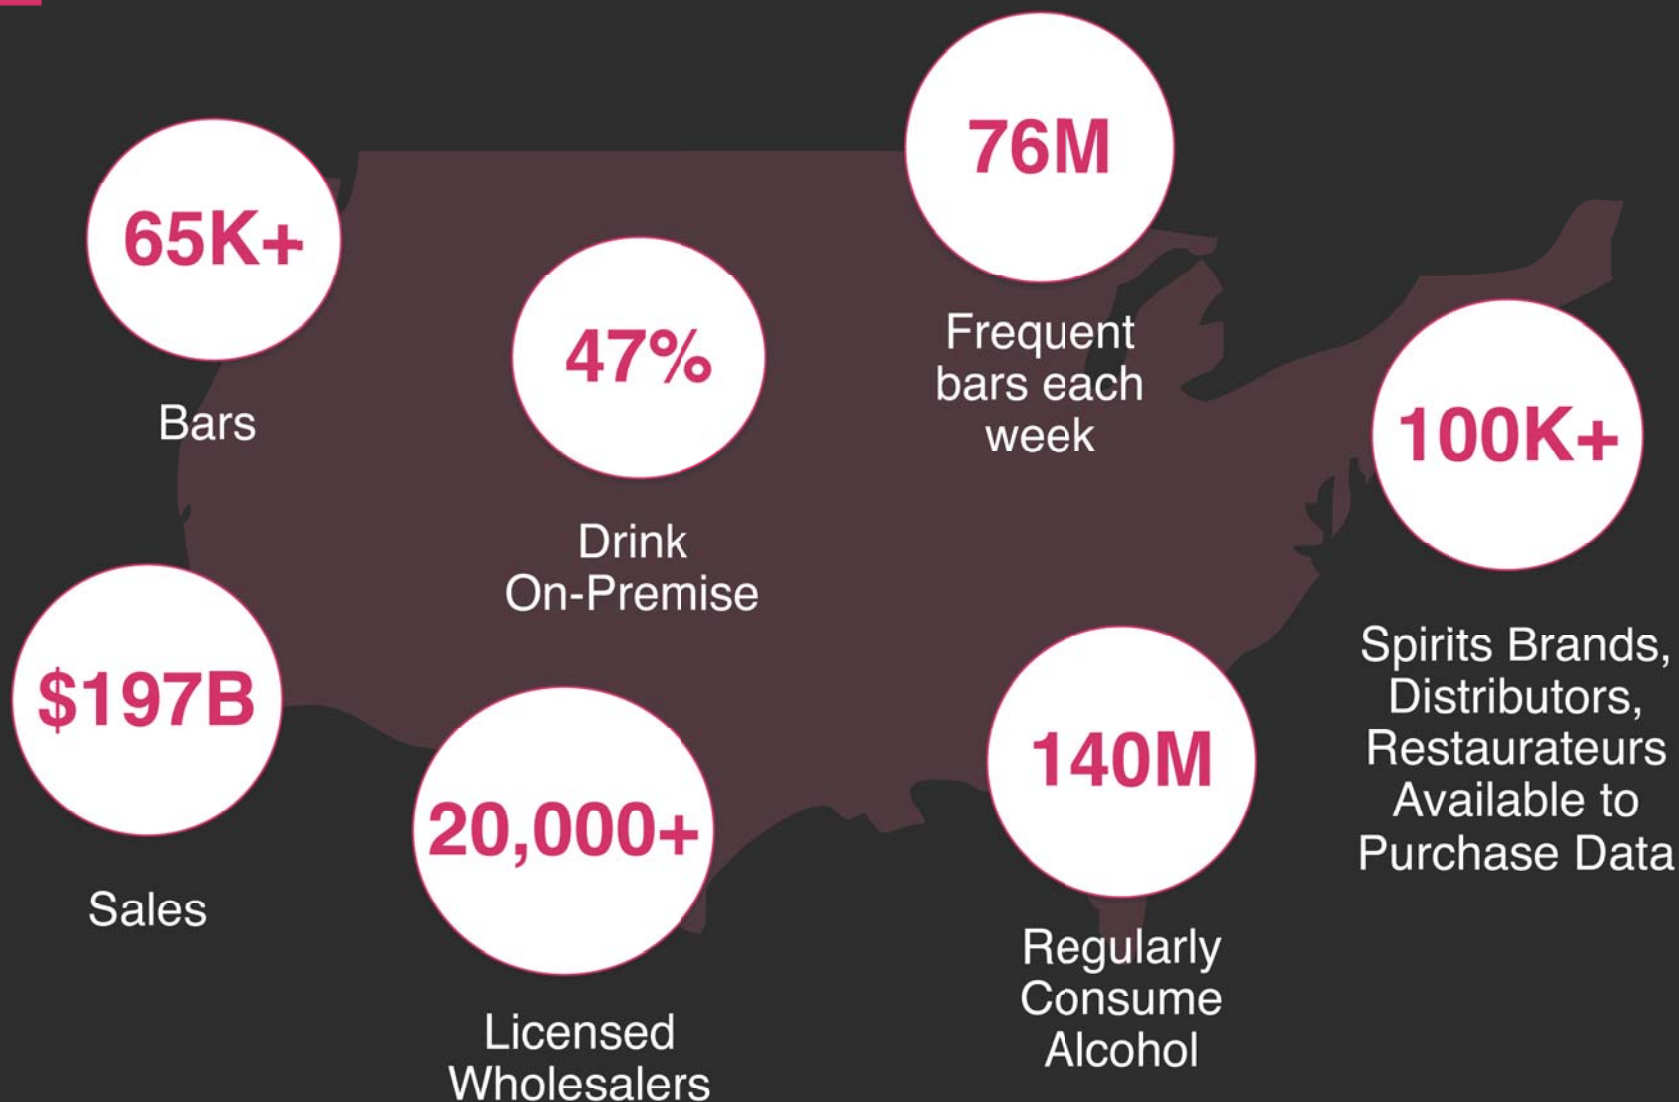 65K+
Bars
47%
Drink
On-Premise
76M
Frequent
bars each
week
100K+
Spirits Brands,
Distributors,
Restaurateurs
Available to
Purchase Data
$197B
Sales
20,000+
Licensed
Wholesalers
140M
Regularly
Consume
Alcohol